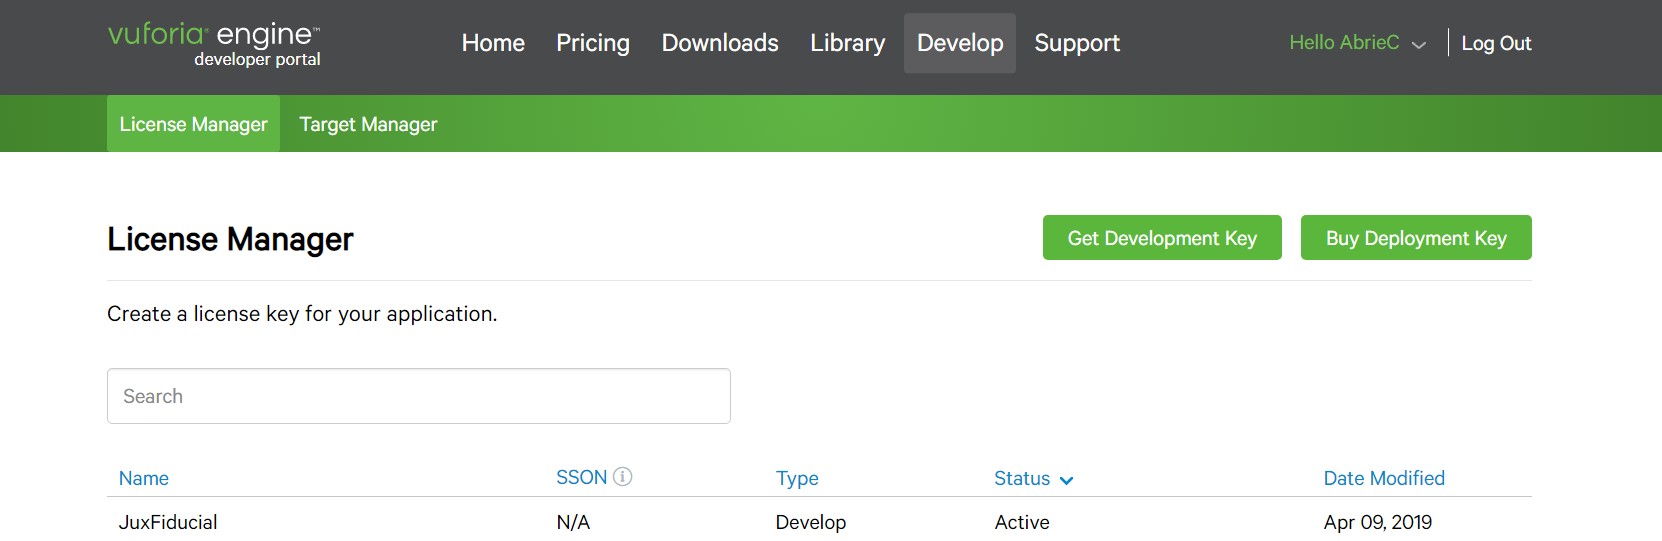 vuforia® engine™
developer portal
Home Pricing Downloads Library Develop Support
Hello AbrieC Log Out
License Manager Target Manager
License Manager
Get Development Key Buy Deployment Key
Create a license key for your application.
Search
Name SSON Type Status Date Modified
JuxFiducial N/A Develop Active Apr 09, 2019